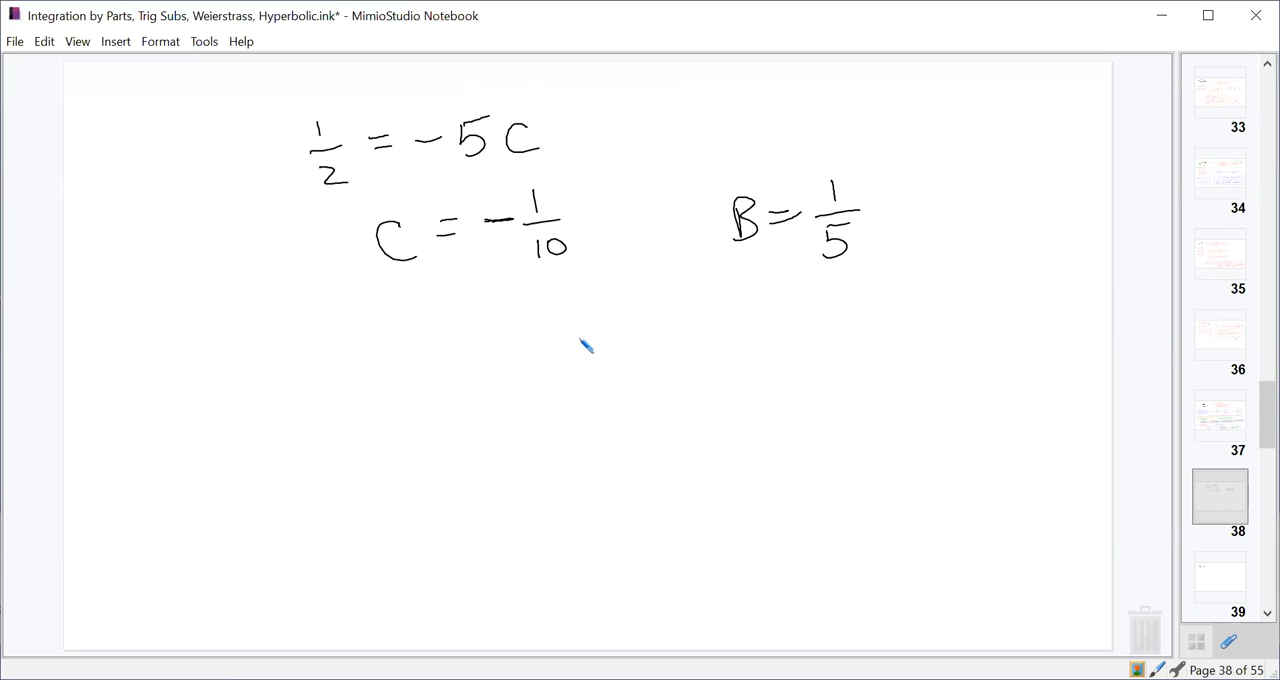 Integration by Parts, Trig Subs, Weierstrass, Hyperbolic.ink* - MimioStudio Notebook
File Edit View Insert Format Tools Help
1/2 = -5C
C = -1/10
B = 1/5
33
34
35
36
37
38
39
Page 38 of 55